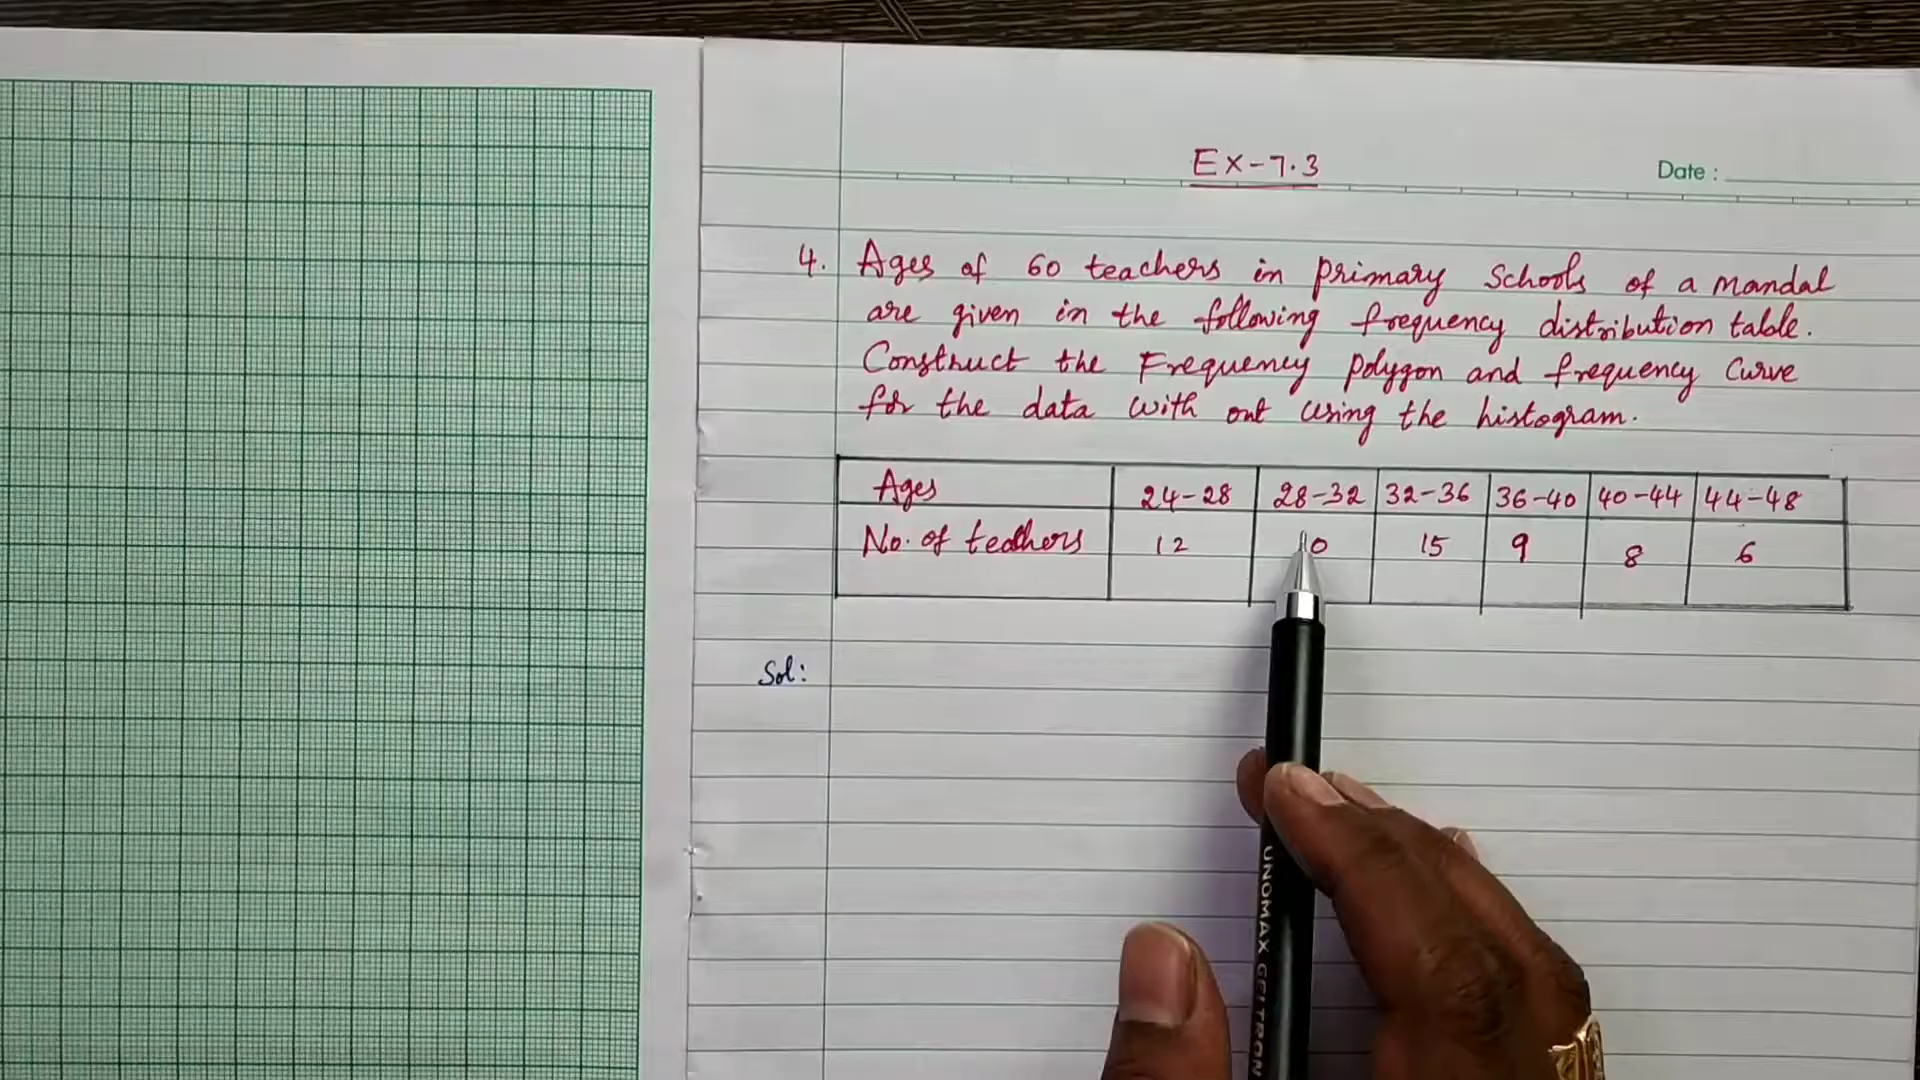 Ex-7.3
Date :
4. Ages of 60 teachers in primary schools of a mandal
are given in the following frequency distribution table.
Construct the Frequency polygon and frequency curve
for the data with out using the histogram.
Ages 24-28 28-32 32-36 36-40 40-44 44-48
No. of teachers 12 10 15 9 8 6
Sol:
UNOMAX GELTRON